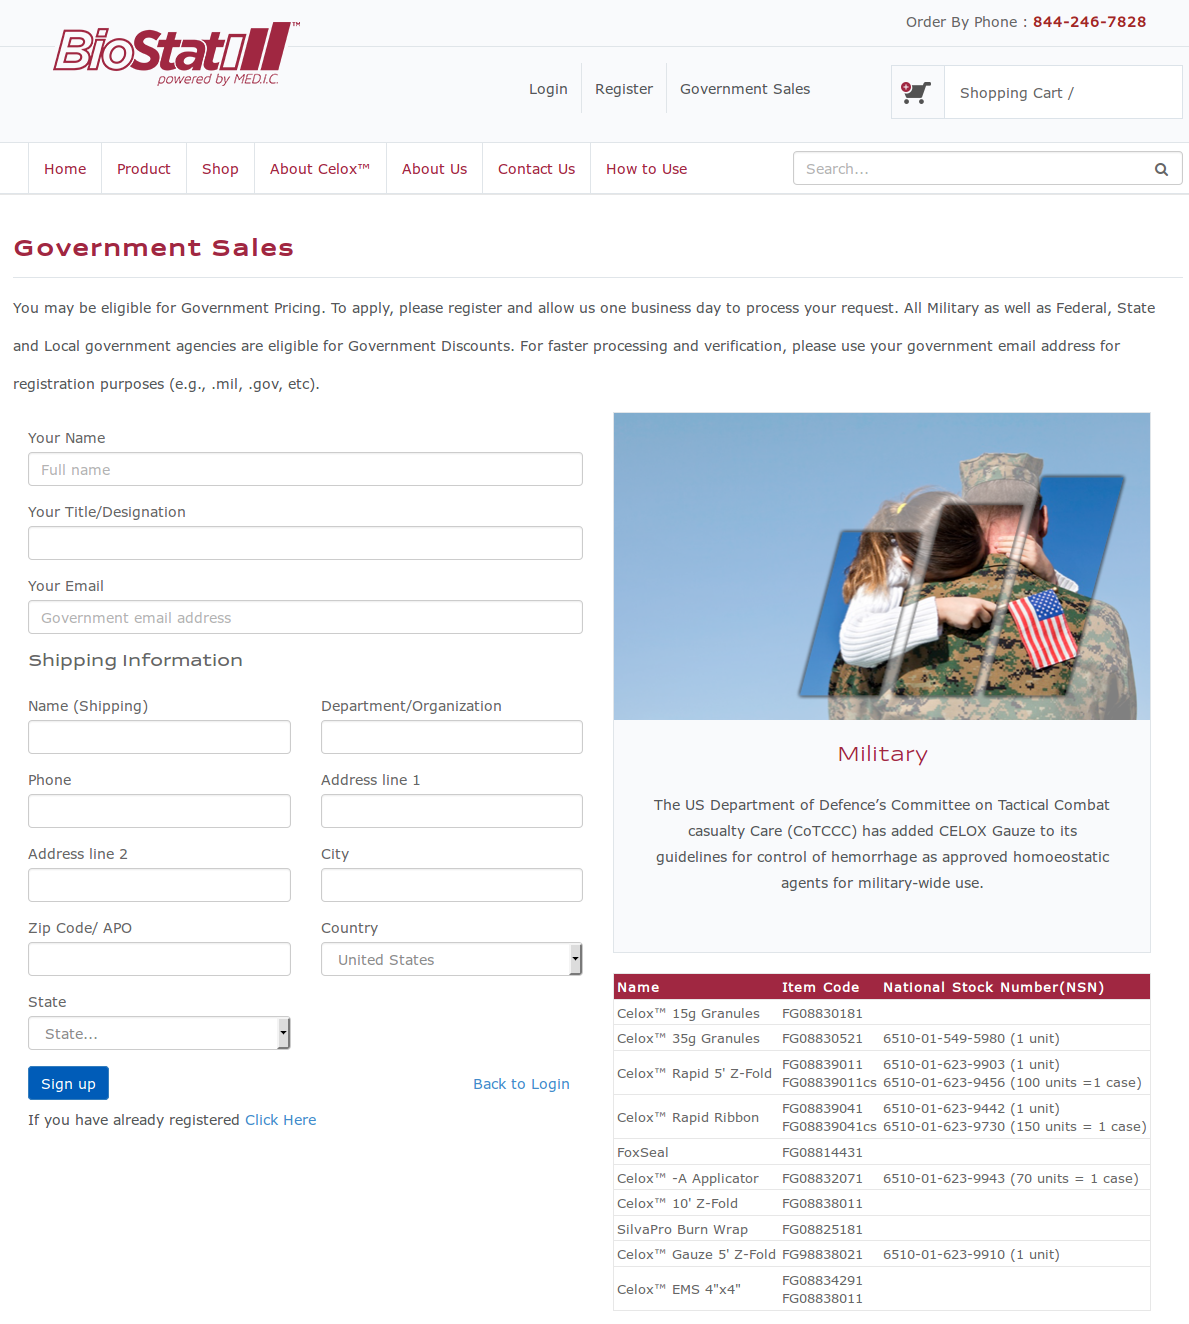 Order By Phone : 844-246-7828
BioStat™
powered by MED.I.C.
Login
Register
Government Sales
Shopping Cart /
Home
Product
Shop
About Celox™
About Us
Contact Us
How to Use
Search...
Government Sales
You may be eligible for Government Pricing. To apply, please register and allow us one business day to process your request. All Military as well as Federal, State
and Local government agencies are eligible for Government Discounts. For faster processing and verification, please use your government email address for
registration purposes (e.g., .mil, .gov, etc).
Your Name
Full name
Your Title/Designation
Your Email
Government email address
Shipping Information
Name (Shipping)
Department/Organization
Phone
Address line 1
Address line 2
City
Zip Code/ APO
Country
United States
State
State...
Sign up
Back to Login
If you have already registered Click Here
Military
The US Department of Defence’s Committee on Tactical Combat
casualty Care (CoTCCC) has added CELOX Gauze to its
guidelines for control of hemorrhage as approved homoeostatic
agents for military-wide use.
Name Item Code National Stock Number(NSN)
Celox™ 15g Granules FG08830181
Celox™ 35g Granules FG08830521 6510-01-549-5980 (1 unit)
Celox™ Rapid 5' Z-Fold FG08839011 6510-01-623-9903 (1 unit)
FG08839011cs 6510-01-623-9456 (100 units =1 case)
Celox™ Rapid Ribbon FG08839041 6510-01-623-9442 (1 unit)
FG08839041cs 6510-01-623-9730 (150 units = 1 case)
FoxSeal FG08814431
Celox™ -A Applicator FG08832071 6510-01-623-9943 (70 units = 1 case)
Celox™ 10' Z-Fold FG08838011
SilvaPro Burn Wrap FG08825181
Celox™ Gauze 5' Z-Fold FG98838021 6510-01-623-9910 (1 unit)
Celox™ EMS 4"x4" FG08834291
FG08838011